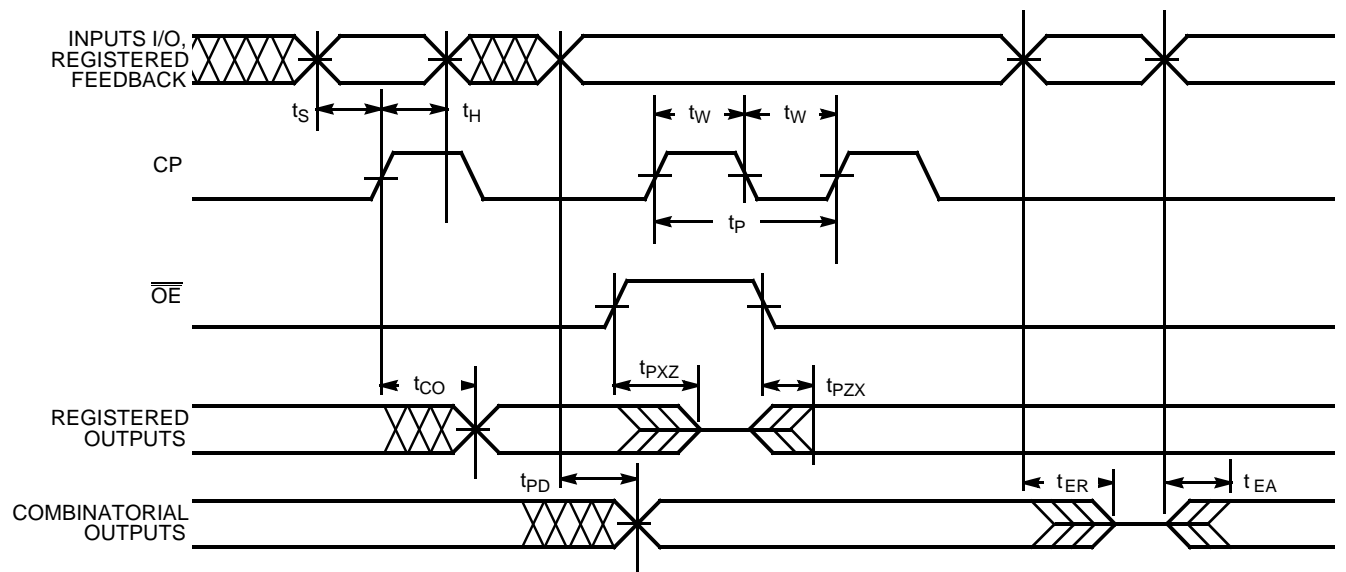 INPUTS I/O,
REGISTERED
FEEDBACK
tS
tH
tW
tW
CP
tP
OE
tCO
tPXZ
tPZX
REGISTERED
OUTPUTS
tPD
tER
tEA
COMBINATORIAL
OUTPUTS